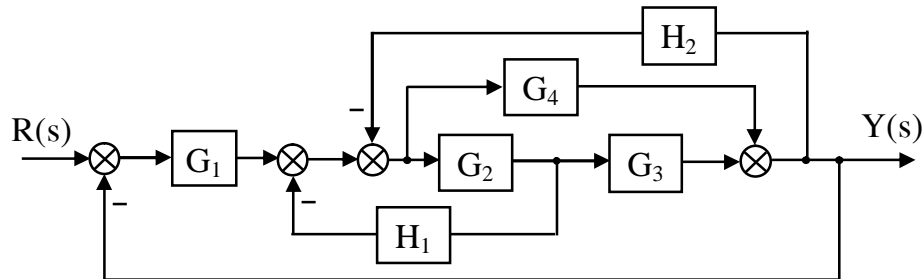 H₂
G₄
R(s)
Y(s)
G₁
G₂
G₃
H₁